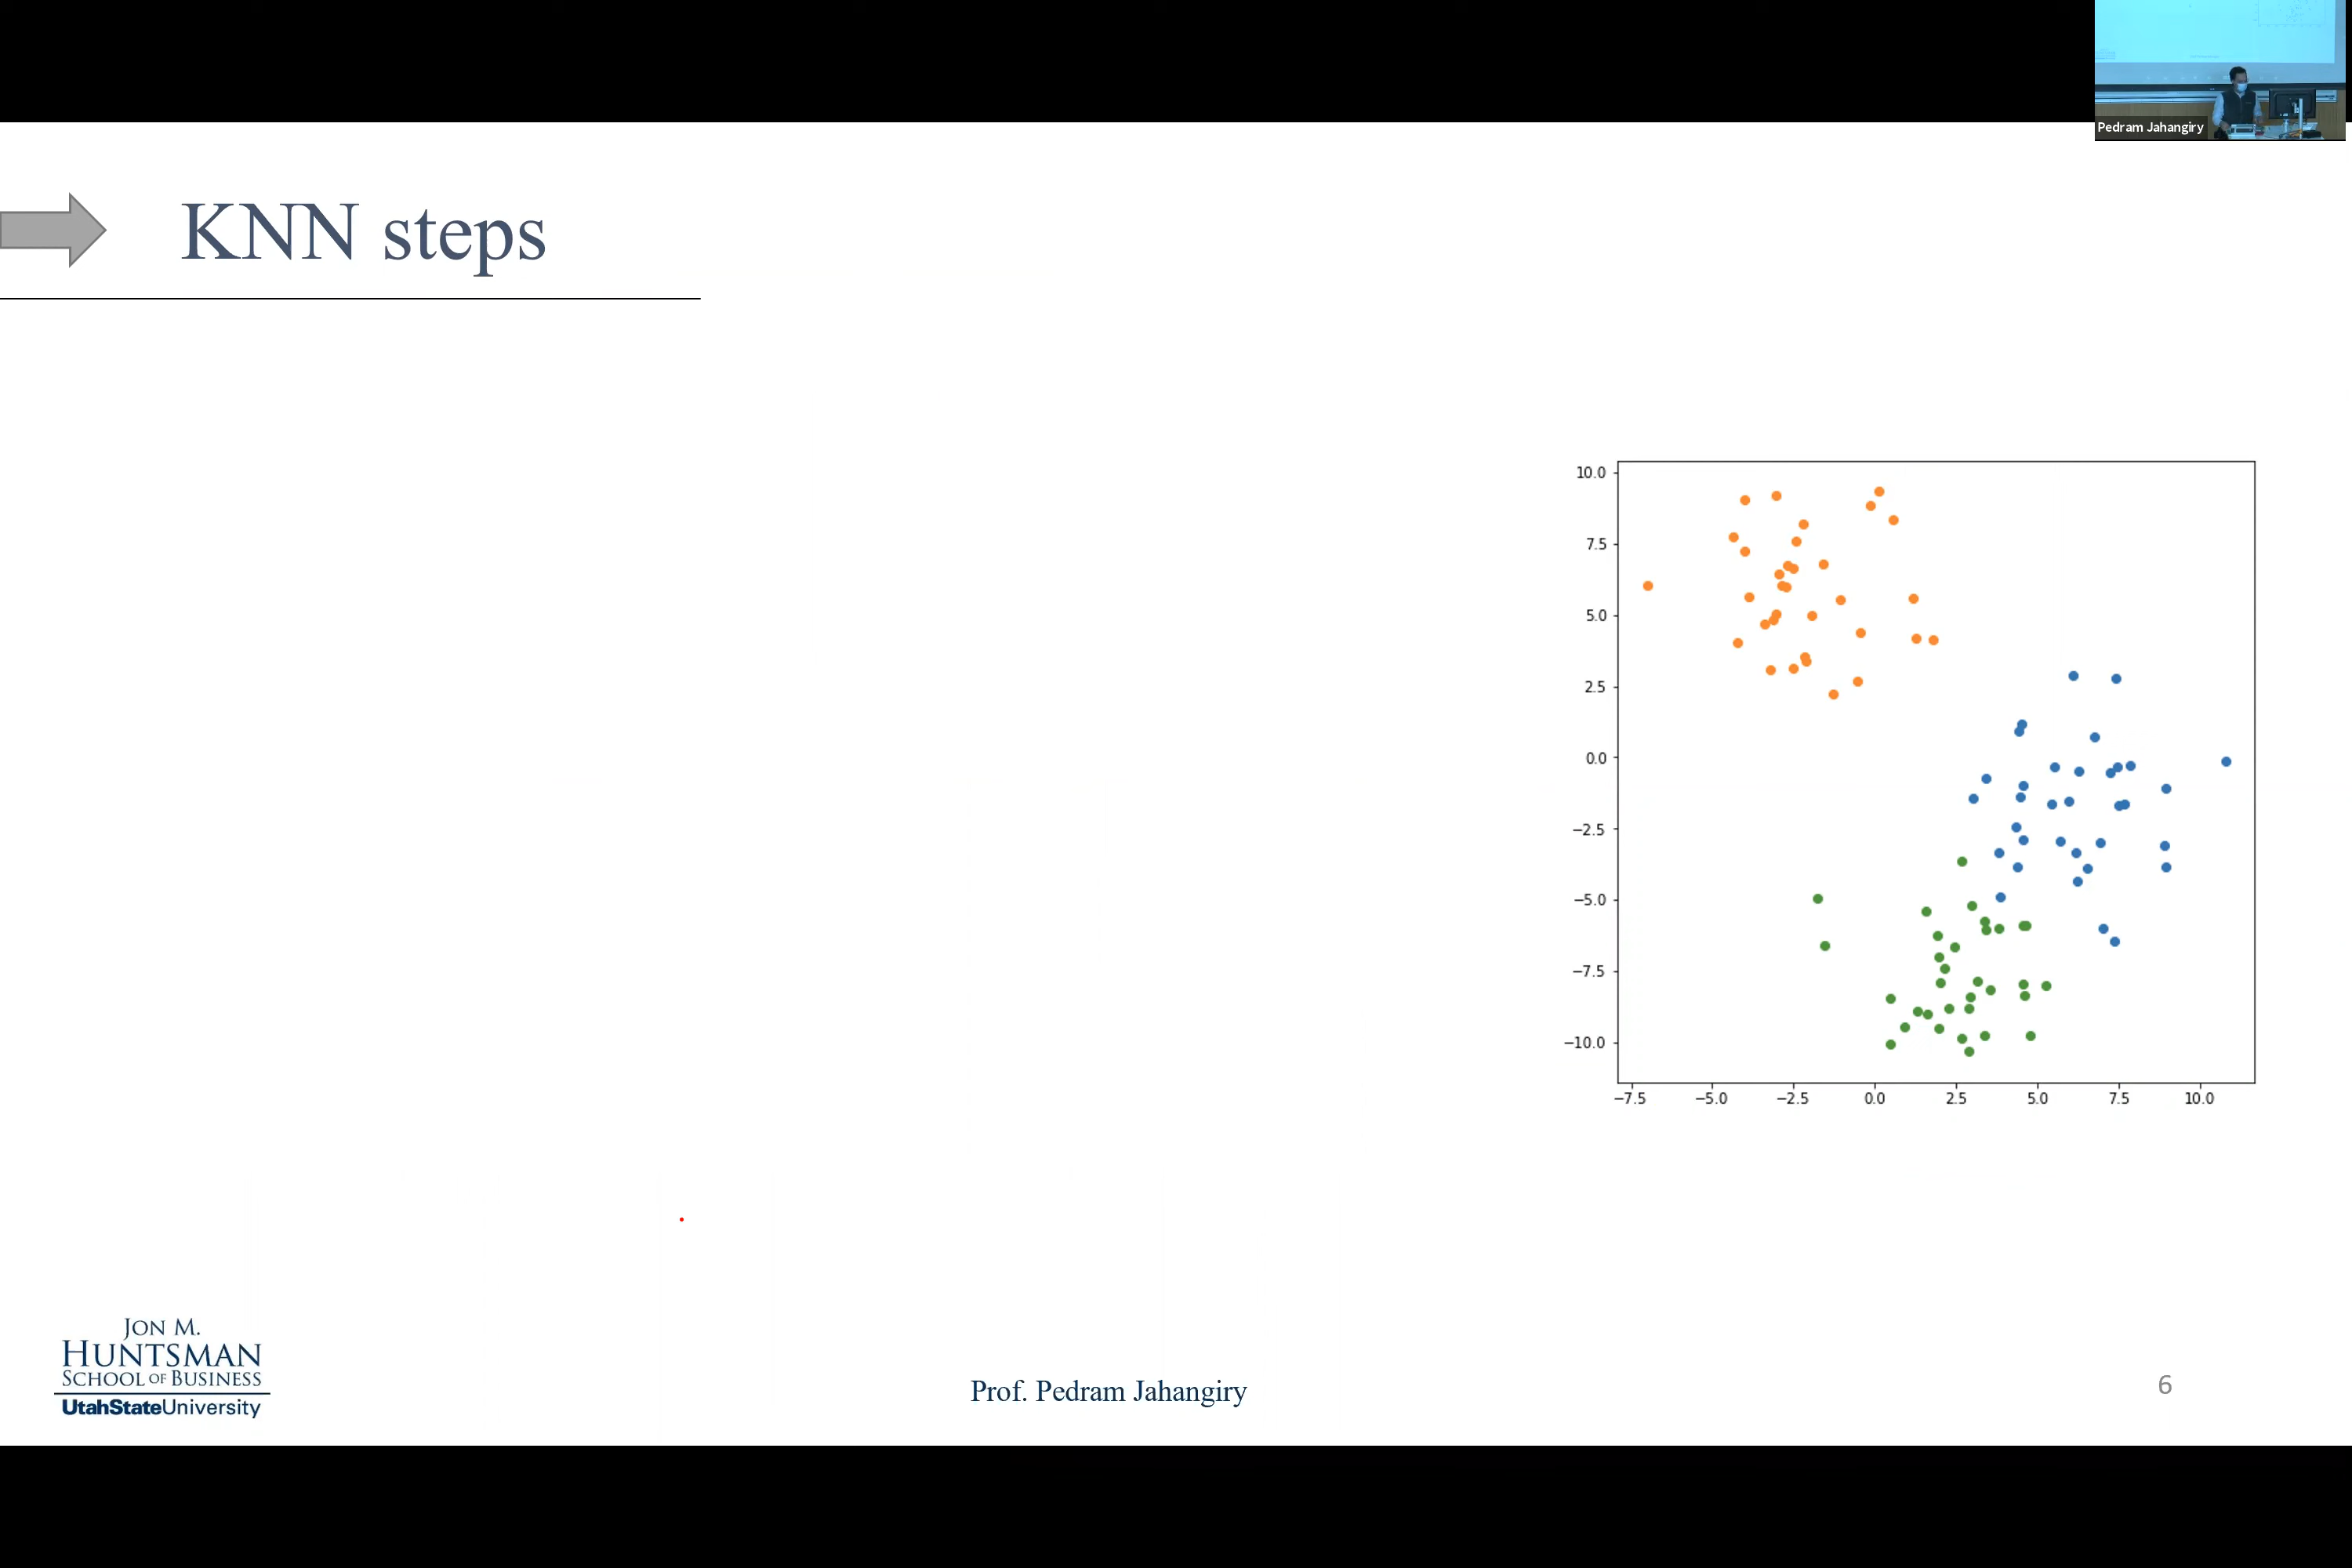 Pedram Jahangiry
KNN steps
10.0
7.5
5.0
2.5
0.0
−2.5
−5.0
−7.5
−10.0
−7.5 −5.0 −2.5 0.0 2.5 5.0 7.5 10.0
JON M.
HUNTSMAN
SCHOOL OF BUSINESS
UtahStateUniversity
Prof. Pedram Jahangiry
6